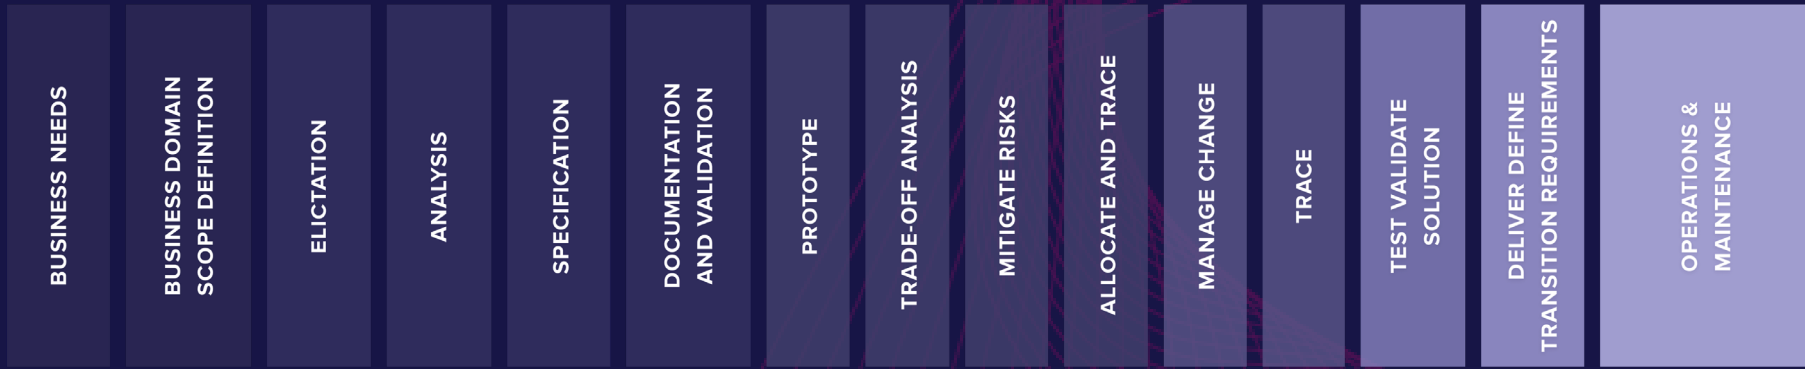 BUSINESS NEEDS
BUSINESS DOMAIN
SCOPE DEFINITION
ELICTATION
ANALYSIS
SPECIFICATION
DOCUMENTATION
AND VALIDATION
PROTOTYPE
TRADE-OFF ANALYSIS
MITIGATE RISKS
ALLOCATE AND TRACE
MANAGE CHANGE
TRACE
TEST VALIDATE
SOLUTION
DELIVER DEFINE
TRANSITION REQUIREMENTS
OPERATIONS &
MAINTENANCE